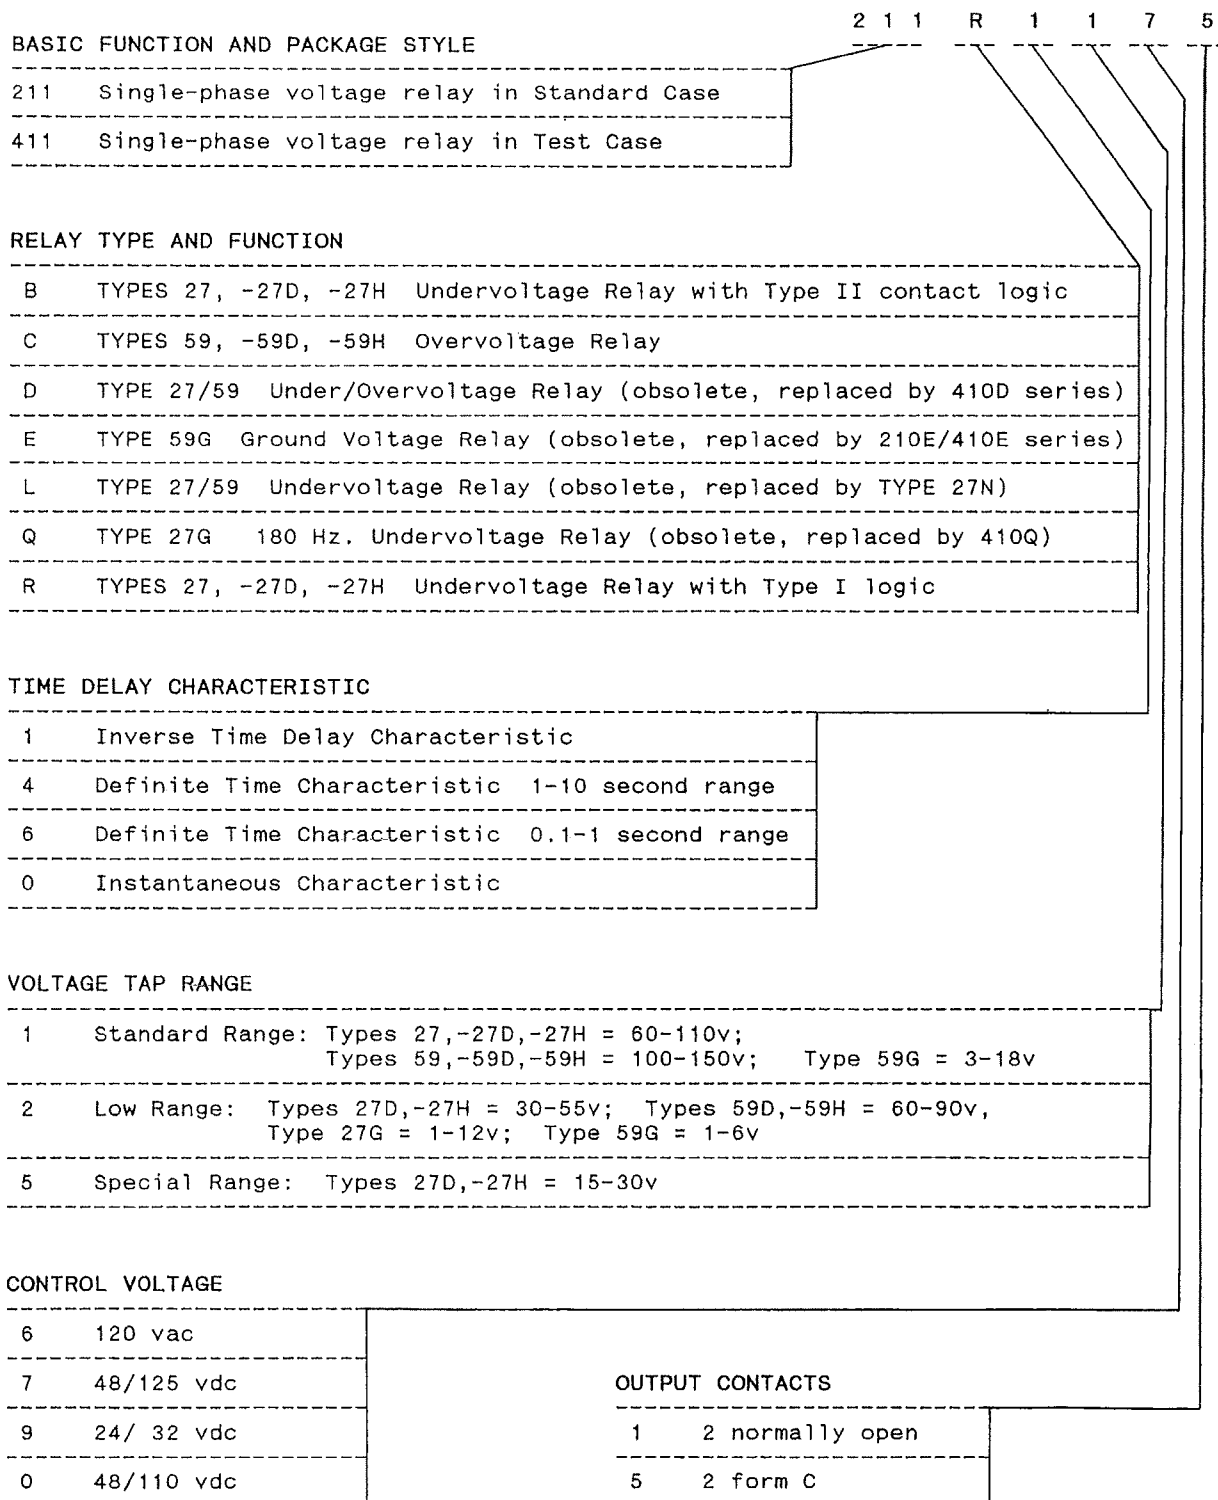 2 1 1 R 1 1 7 5
BASIC FUNCTION AND PACKAGE STYLE
211 Single-phase voltage relay in Standard Case
411 Single-phase voltage relay in Test Case
RELAY TYPE AND FUNCTION
B TYPES 27, -27D, -27H Undervoltage Relay with Type II contact logic
C TYPES 59, -59D, -59H Overvoltage Relay
D TYPE 27/59 Under/Overvoltage Relay (obsolete, replaced by 410D series)
E TYPE 59G Ground Voltage Relay (obsolete, replaced by 210E/410E series)
L TYPE 27/59 Undervoltage Relay (obsolete, replaced by TYPE 27N)
Q TYPE 27G 180 Hz. Undervoltage Relay (obsolete, replaced by 410Q)
R TYPES 27, -27D, -27H Undervoltage Relay with Type I logic
TIME DELAY CHARACTERISTIC
1 Inverse Time Delay Characteristic
4 Definite Time Characteristic 1-10 second range
6 Definite Time Characteristic 0.1-1 second range
0 Instantaneous Characteristic
VOLTAGE TAP RANGE
1 Standard Range: Types 27,-27D,-27H = 60-110v;
Types 59,-59D,-59H = 100-150v; Type 59G = 3-18v
2 Low Range: Types 27D,-27H = 30-55v; Types 59D,-59H = 60-90v,
Type 27G = 1-12v; Type 59G = 1-6v
5 Special Range: Types 27D,-27H = 15-30v
CONTROL VOLTAGE
6 120 vac
7 48/125 vdc
9 24/ 32 vdc
0 48/110 vdc
OUTPUT CONTACTS
1 2 normally open
5 2 form C